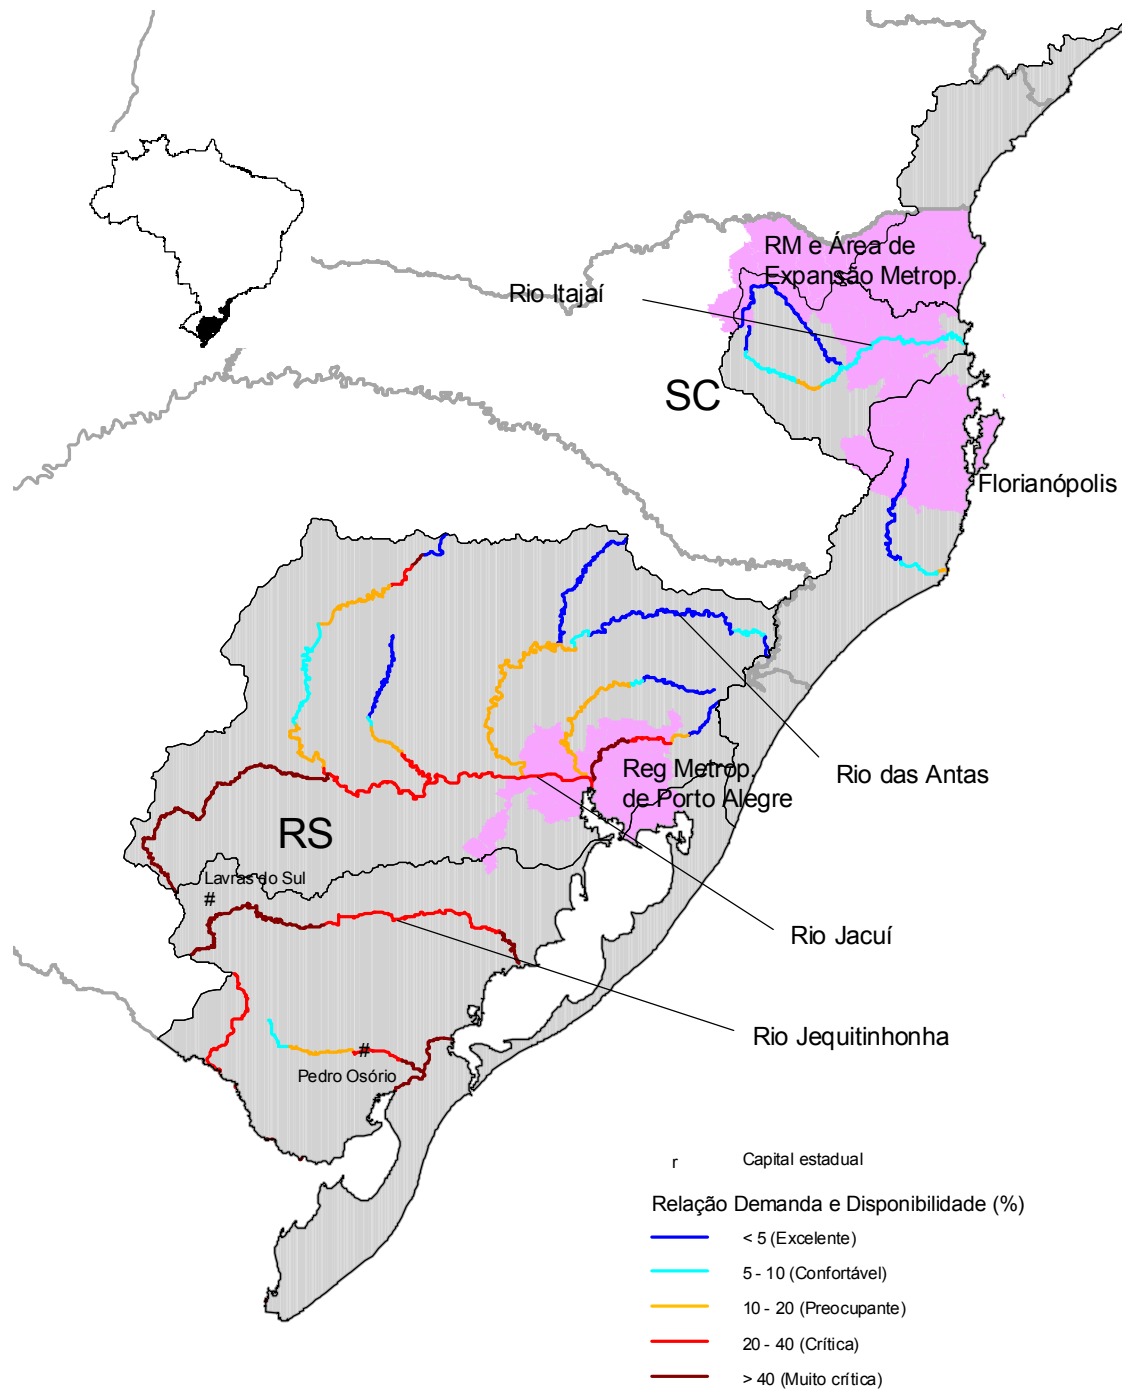 RM e Área de
Expansão Metrop.
Rio Itajaí
SC
Florianópolis
Rio das Antas
Reg Metrop.
de Porto Alegre
RS
Lavras do Sul
#
Rio Jacuí
Rio Jequitinhonha
#
Pedro Osório
r Capital estadual
Relação Demanda e Disponibilidade (%)
< 5 (Excelente)
5 - 10 (Confortável)
10 - 20 (Preocupante)
20 - 40 (Crítica)
> 40 (Muito crítica)